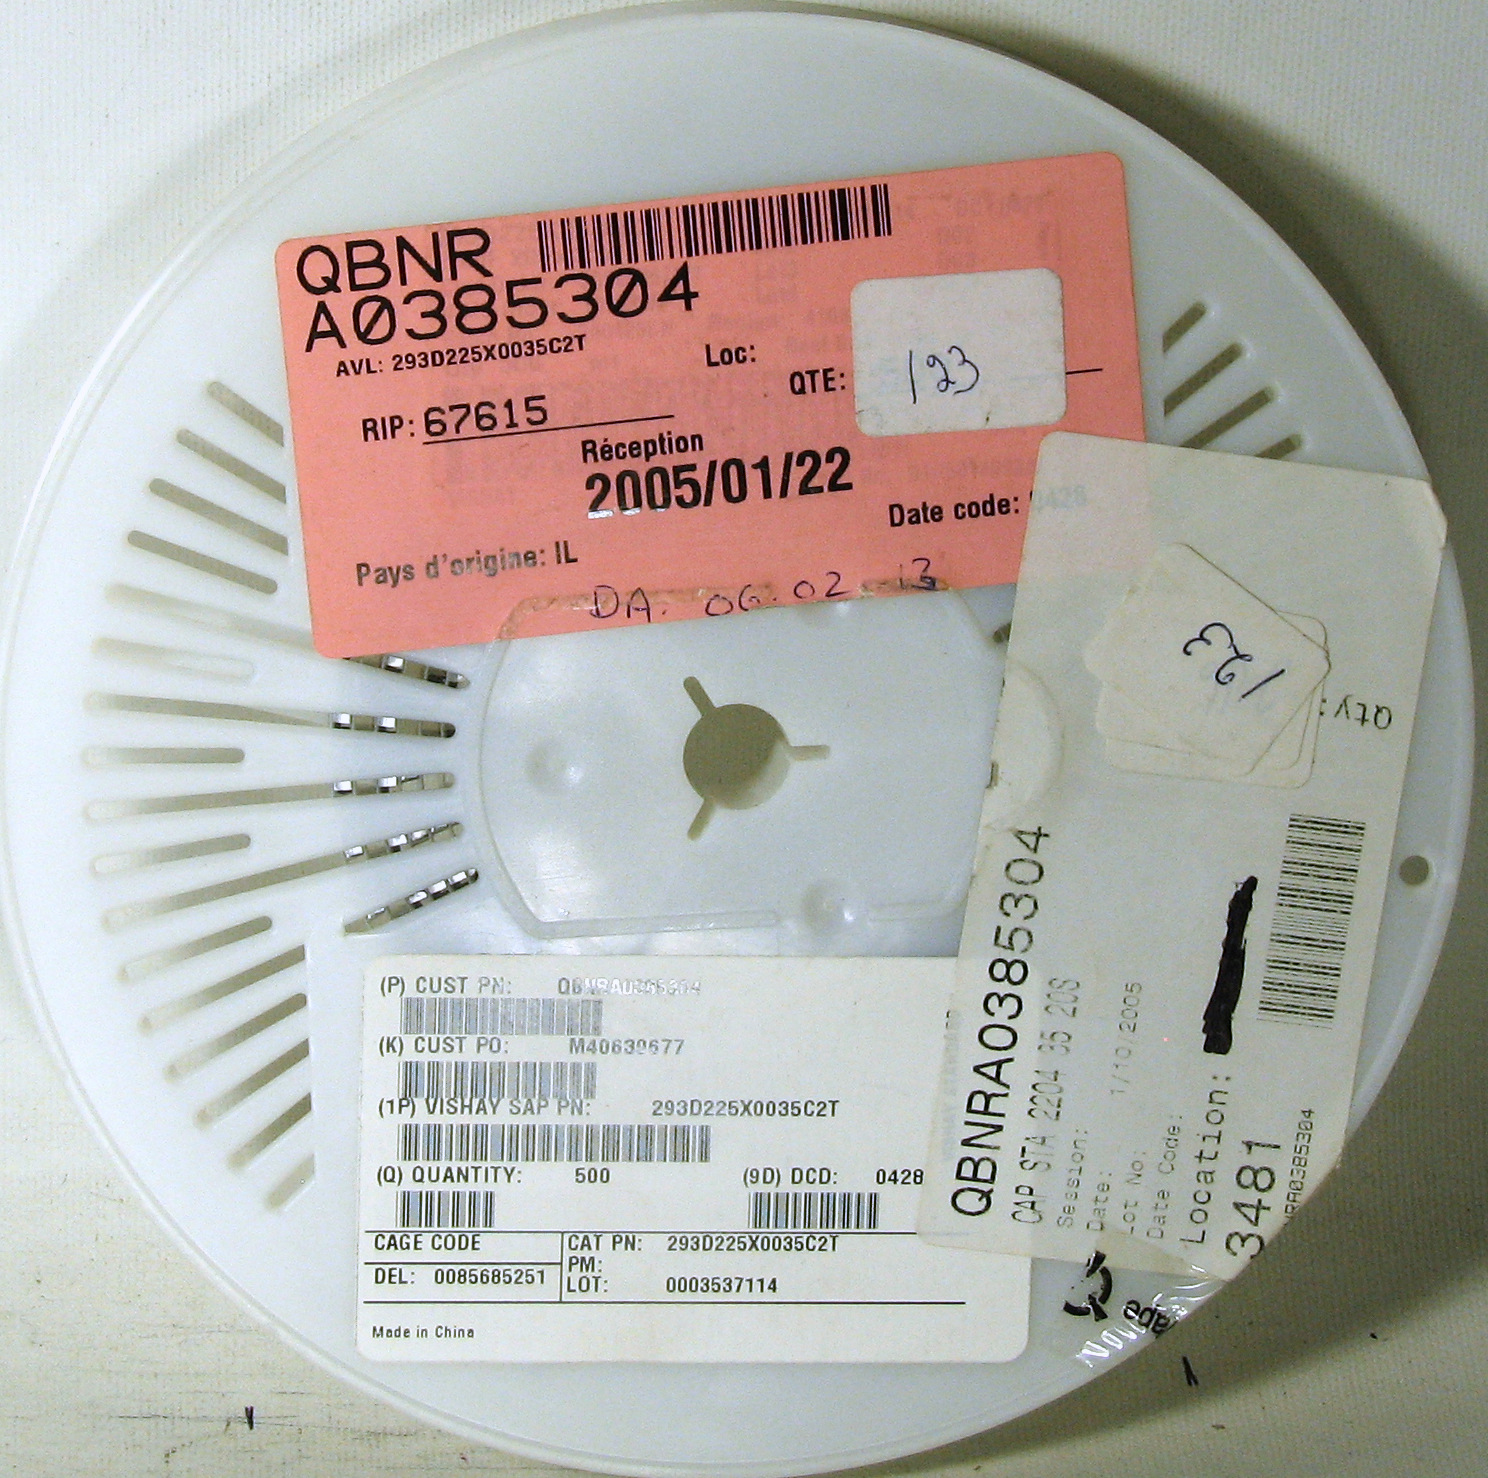 QBNR
A0385304
AVL: 293D225X0035C2T
Loc:
QTE: 123
RIP: 67615
Réception
2005/01/22
Date code: 0428
Pays d'origine: IL
DA. 06.02.13
Qty: 123
QBNRA0385304
CAP STA 2204 35 20S
Session:
Date: 1/10/2005
Lot No:
Date Code:
Location:
3481
(P) CUST PN: QBNRA0385304
(K) CUST PO: M40639677
(1P) VISHAY SAP PN: 293D225X0035C2T
(Q) QUANTITY: 500
(9D) DCD: 0428
CAGE CODE
DEL: 0085685251
CAT PN: 293D225X0035C2T
PM:
LOT: 0003537114
Made in China